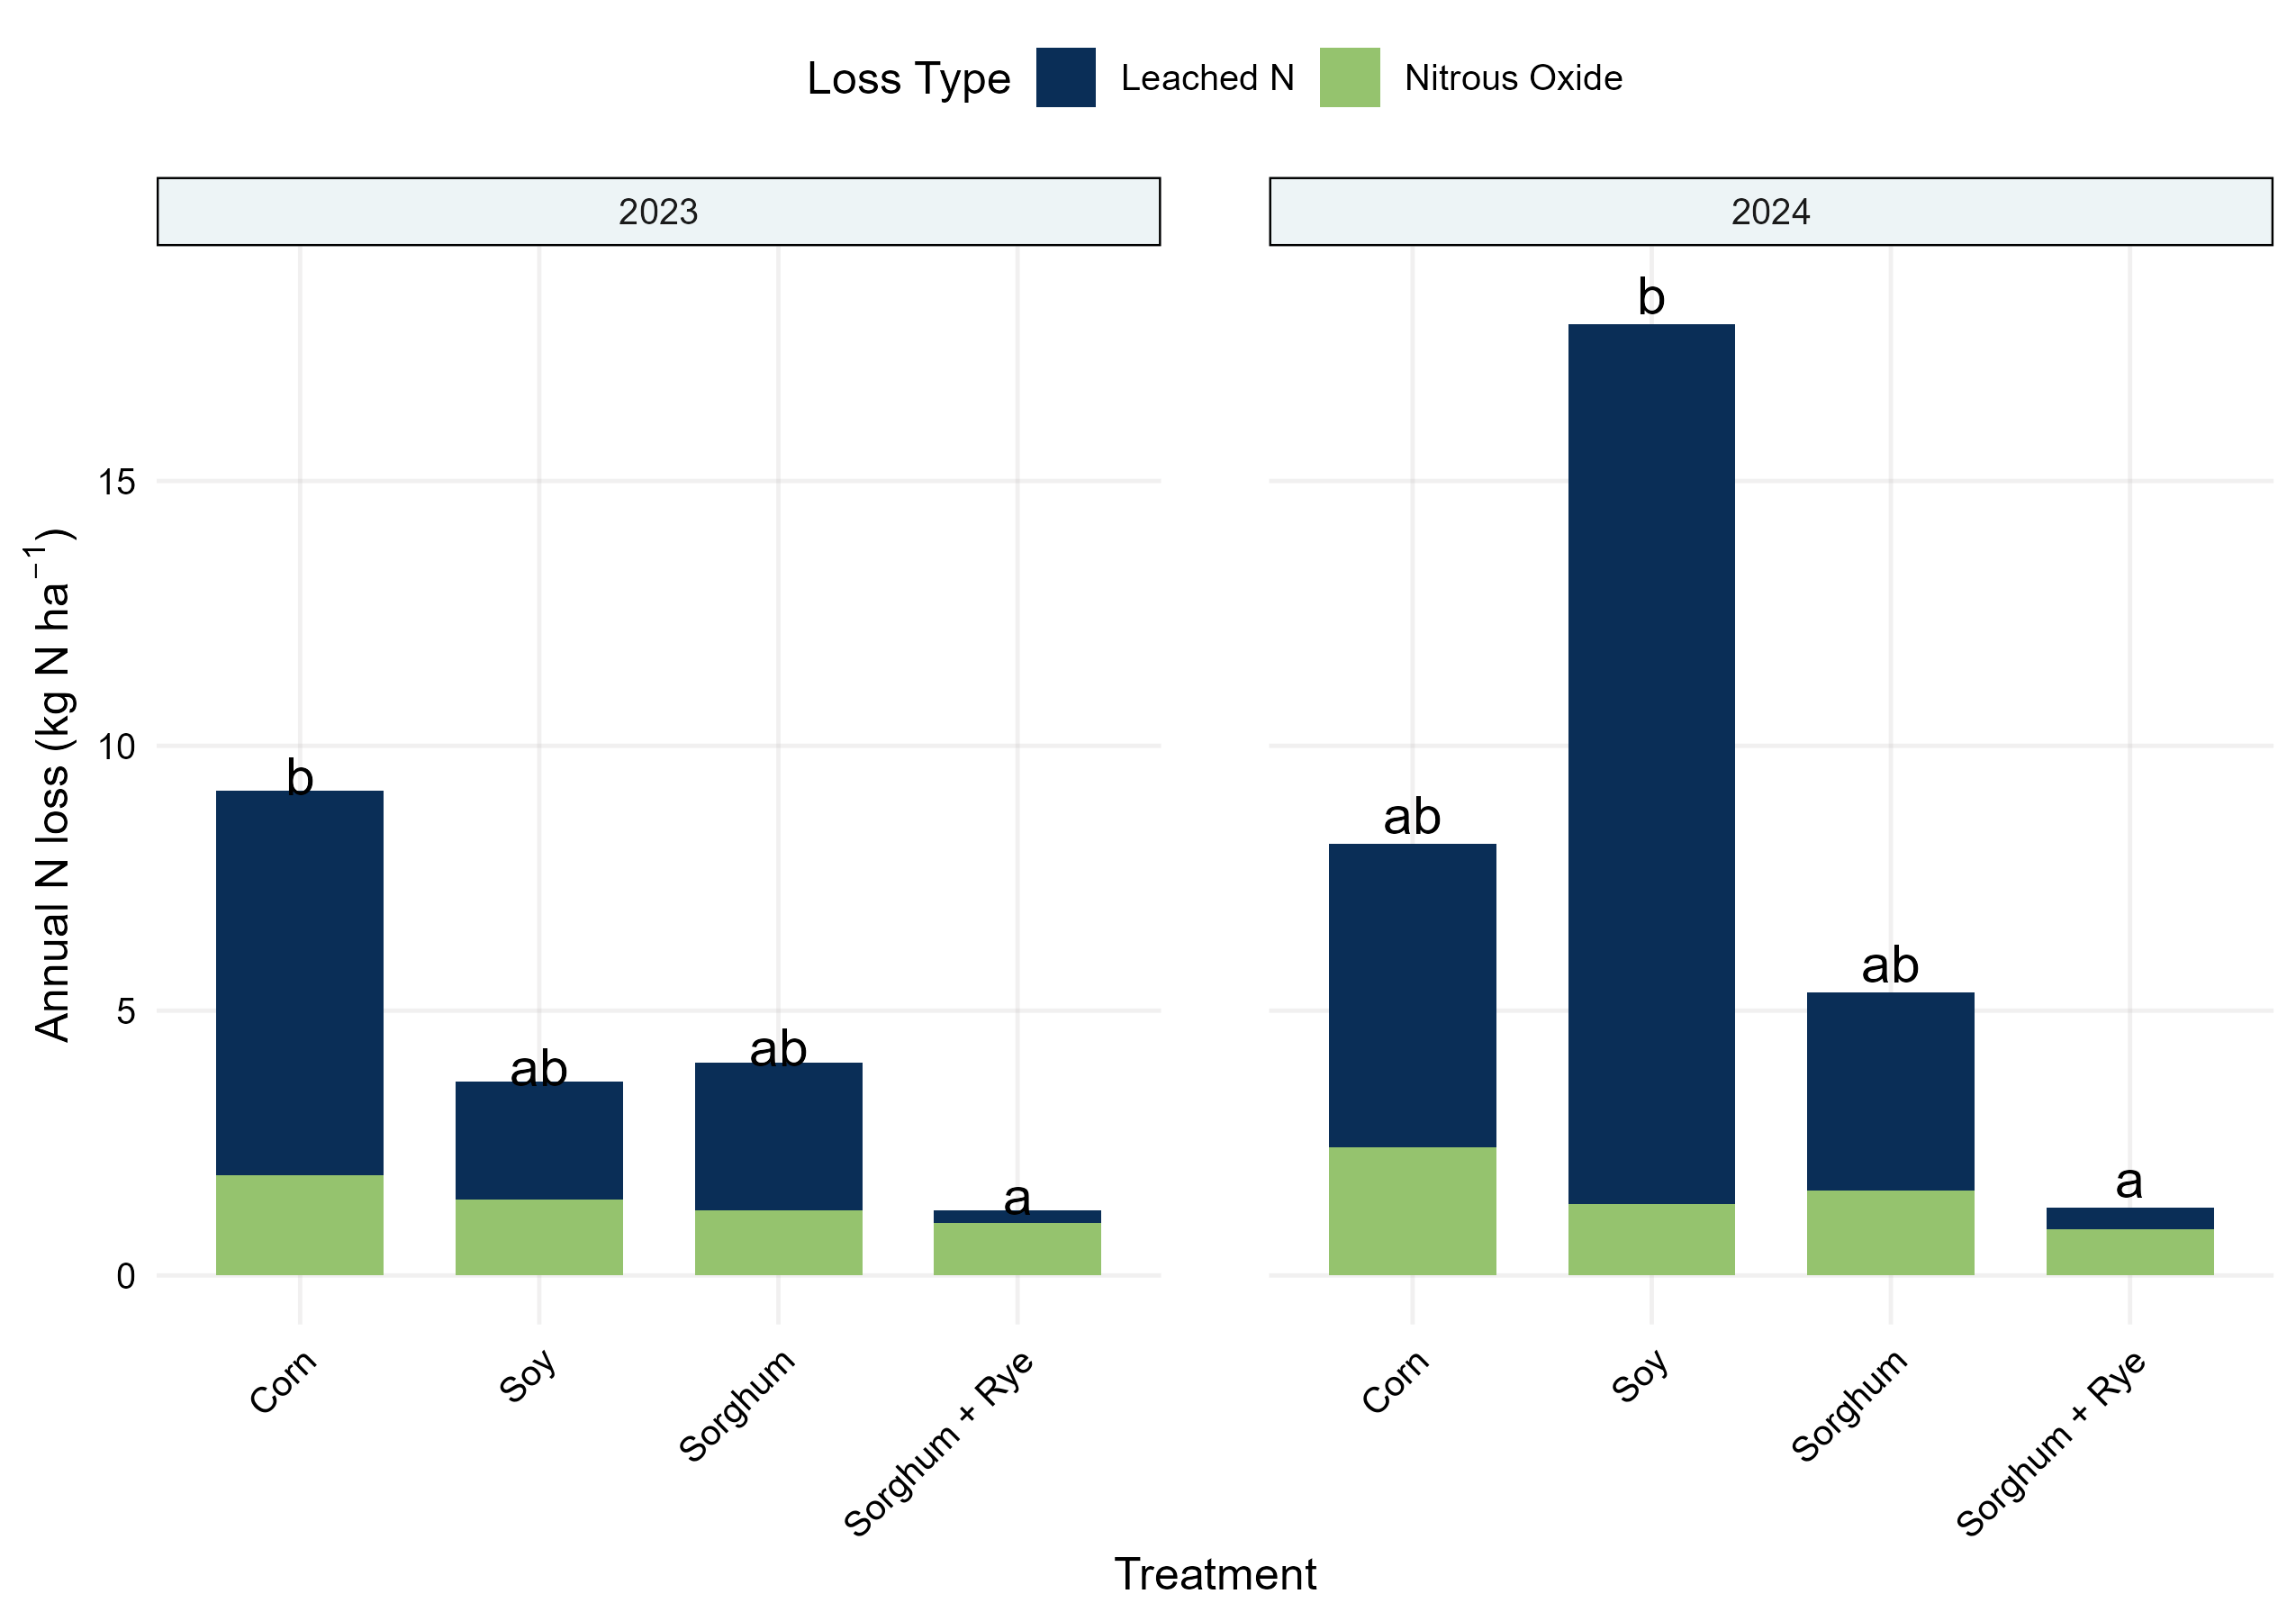 Loss Type Leached N Nitrous Oxide
2023 2024
Annual N loss (kg N ha⁻¹)
15
10
5
0
b ab ab a
ab b ab a
Corn Soy Sorghum Sorghum + Rye
Corn Soy Sorghum Sorghum + Rye
Treatment